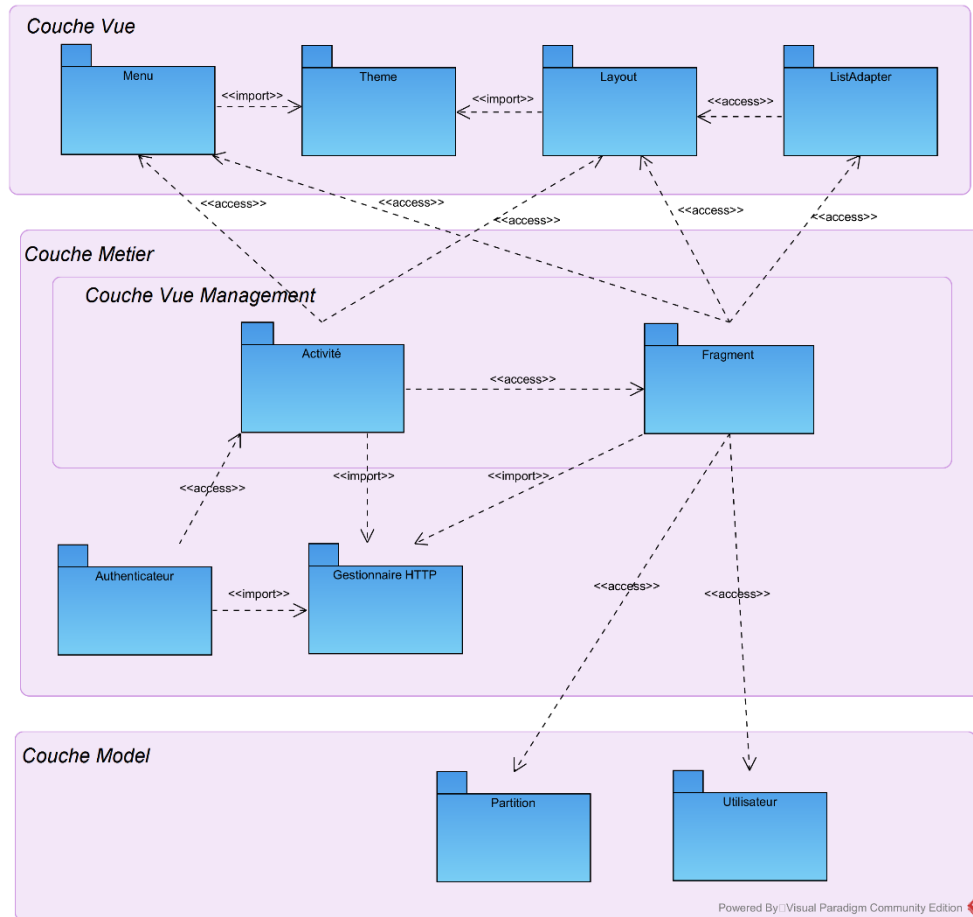 Couche Vue
Menu
Theme
Layout
ListAdapter
<<import>>
<<import>>
<<access>>
<<access>>
<<access>>
<<access>>
<<access>>
<<access>>
Couche Metier
Couche Vue Management
Activité
Fragment
<<access>>
<<access>>
<<import>>
<<import>>
Authenticateur
Gestionnaire HTTP
<<import>>
<<access>>
<<access>>
Couche Model
Partition
Utilisateur
Powered By□Visual Paradigm Community Edition